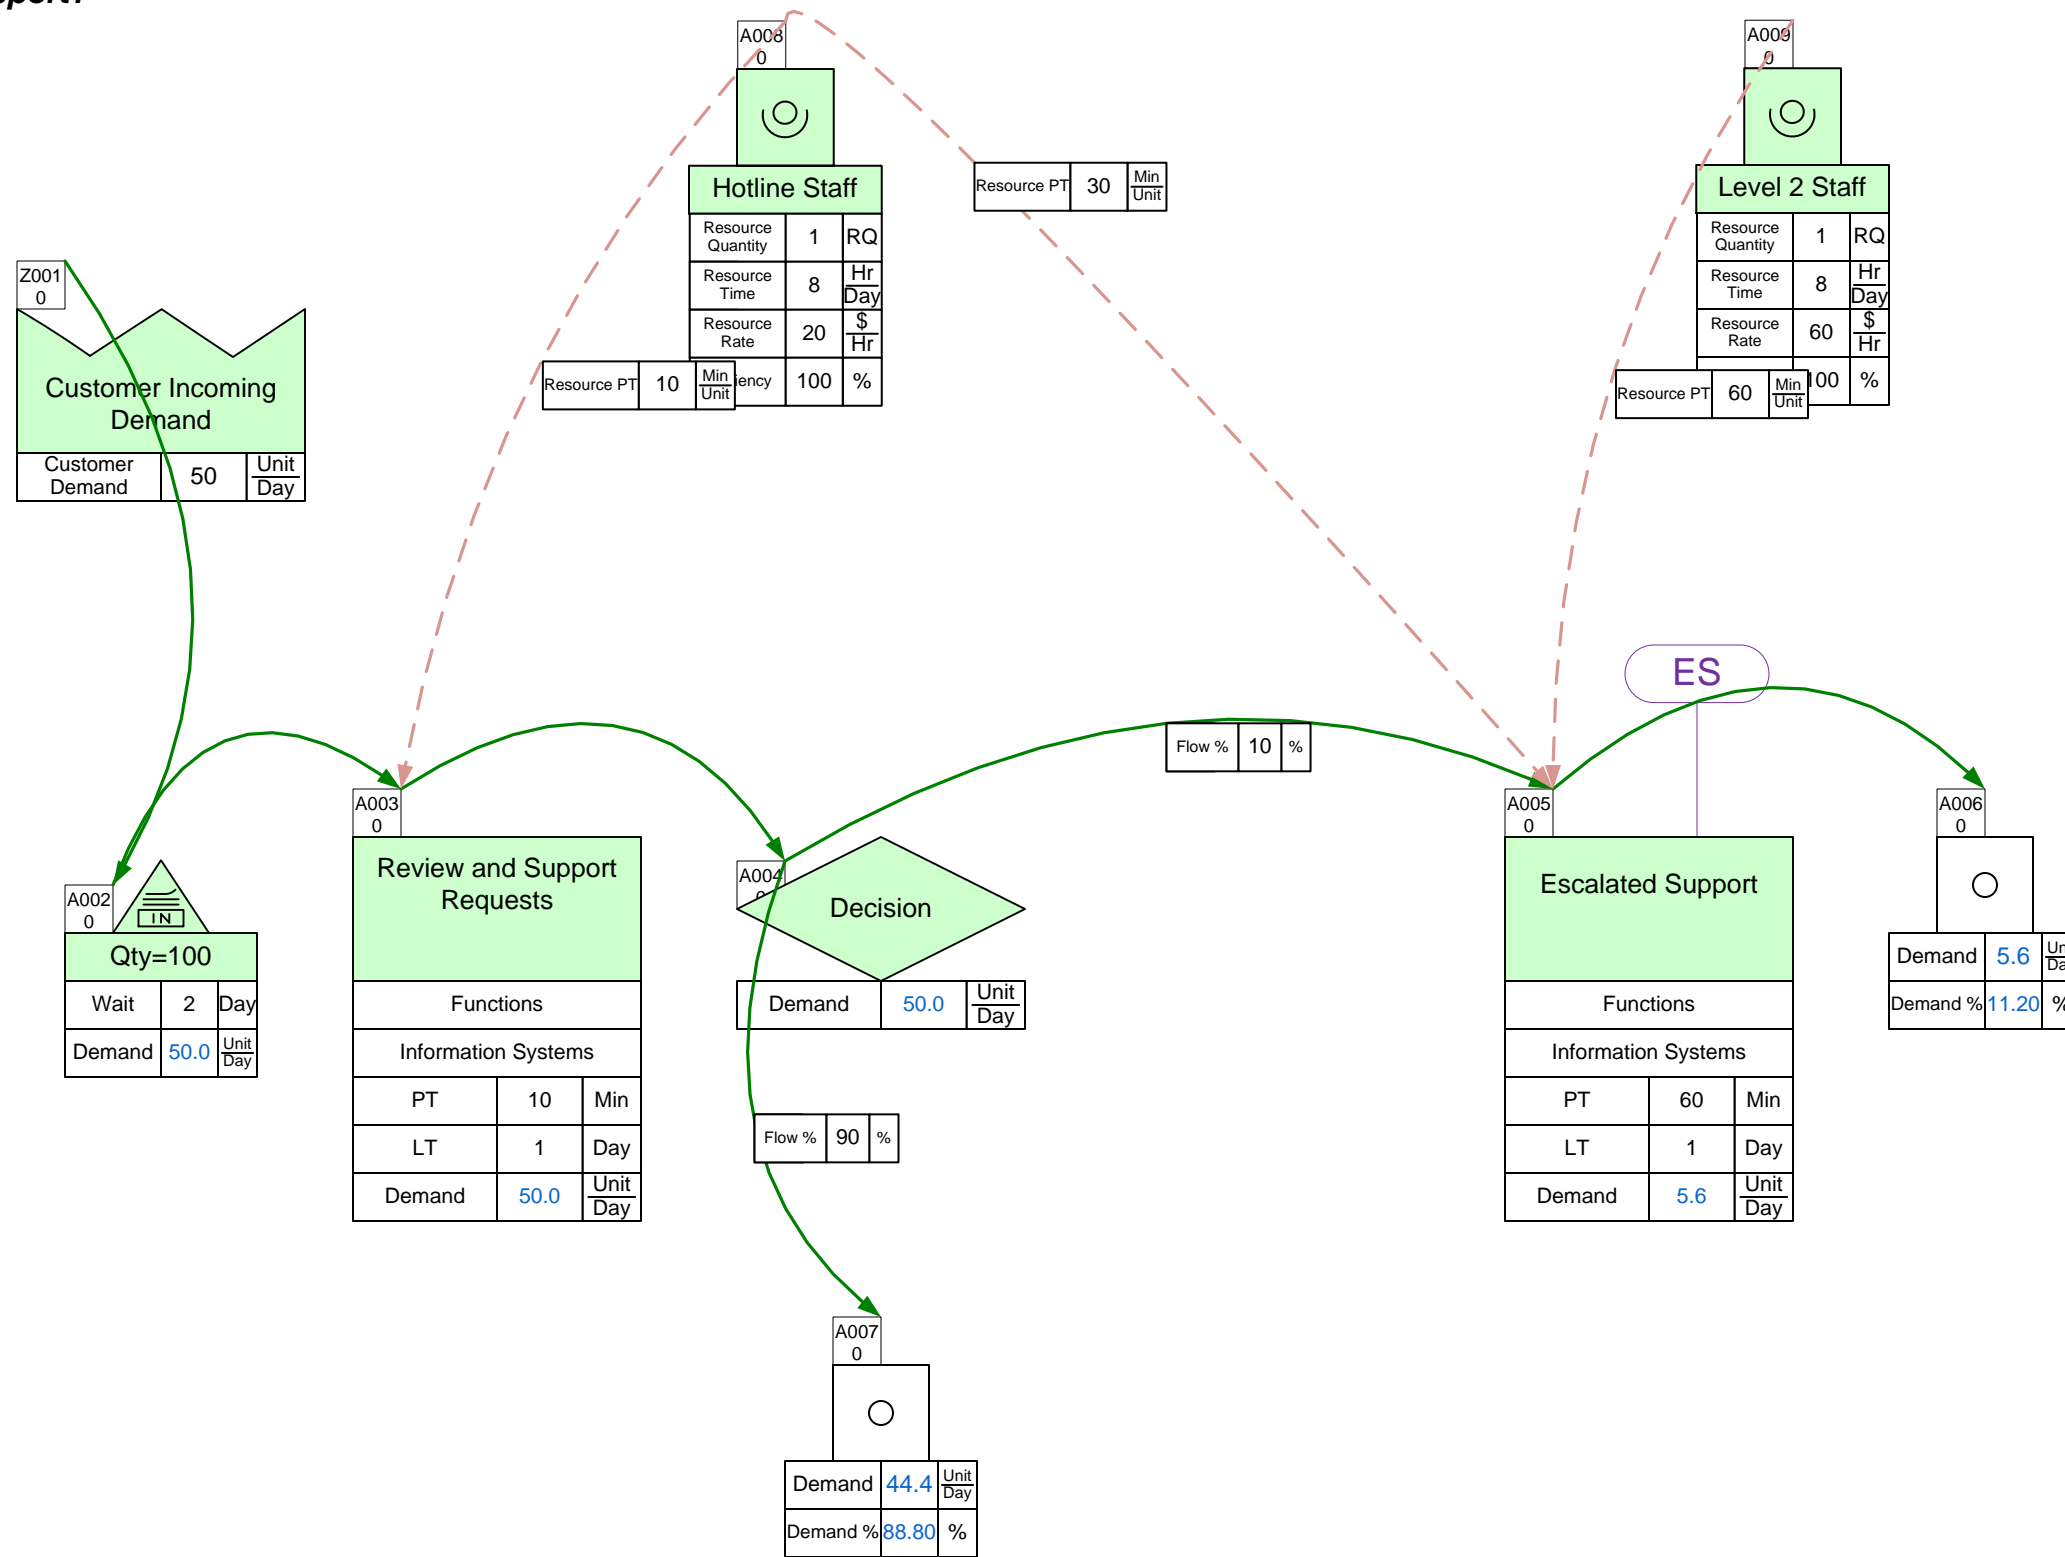 A008
0
Hotline Staff
Resource Quantity 1 RQ
Resource Time 8 Hr Day
Resource Rate 20 $ Hr
iency 100 %
Resource PT 10 Min Unit
Resource PT 30 Min Unit
A009
0
Level 2 Staff
Resource Quantity 1 RQ
Resource Time 8 Hr Day
Resource Rate 60 $ Hr
100 %
Resource PT 60 Min Unit
Z001
0
Customer Incoming
Demand
Customer Demand 50 Unit Day
A002
0
IN
Qty=100
Wait 2 Day
Demand 50.0 Unit Day
A003
0
Review and Support
Requests
Functions
Information Systems
PT 10 Min
LT 1 Day
Demand 50.0 Unit Day
A004
Decision
Demand 50.0 Unit Day
Flow % 10 %
Flow % 90 %
A007
0
Demand 44.4 Unit Day
Demand % 88.80 %
ES
A005
0
Escalated Support
Functions
Information Systems
PT 60 Min
LT 1 Day
Demand 5.6 Unit Day
A006
0
Demand 5.6
Demand % 11.20 %